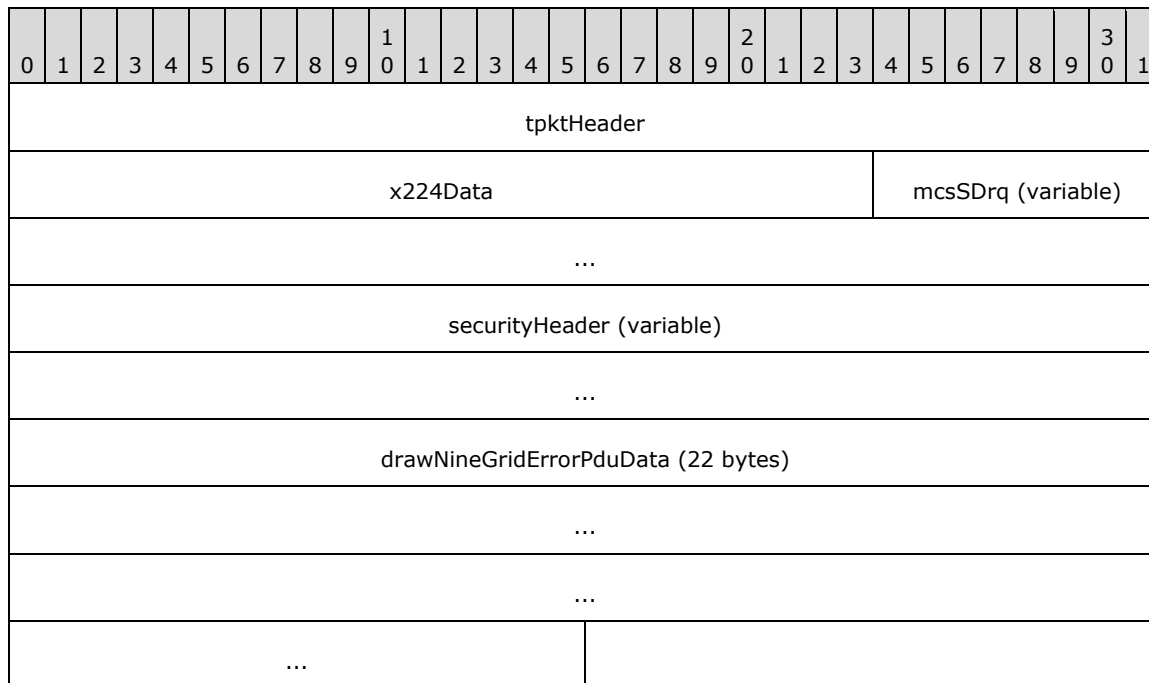 1 2 3
0 1 2 3 4 5 6 7 8 9 0 1 2 3 4 5 6 7 8 9 0 1 2 3 4 5 6 7 8 9 0 1
tpktHeader
x224Data mcsSDrq (variable)
...
securityHeader (variable)
...
drawNineGridErrorPduData (22 bytes)
...
...
...